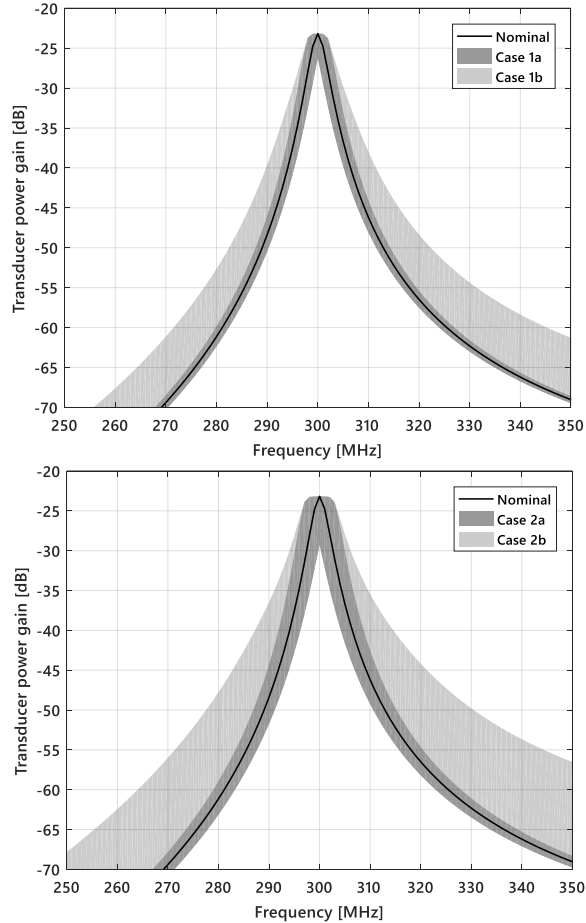 -20
-25
-30
-35
-40
-45
-50
-55
-60
-65
-70
Transducer power gain [dB]
Nominal
Case 1a
Case 1b
250 260 270 280 290 300 310 320 330 340 350
Frequency [MHz]
-20
-25
-30
-35
-40
-45
-50
-55
-60
-65
-70
Transducer power gain [dB]
Nominal
Case 2a
Case 2b
250 260 270 280 290 300 310 320 330 340 350
Frequency [MHz]